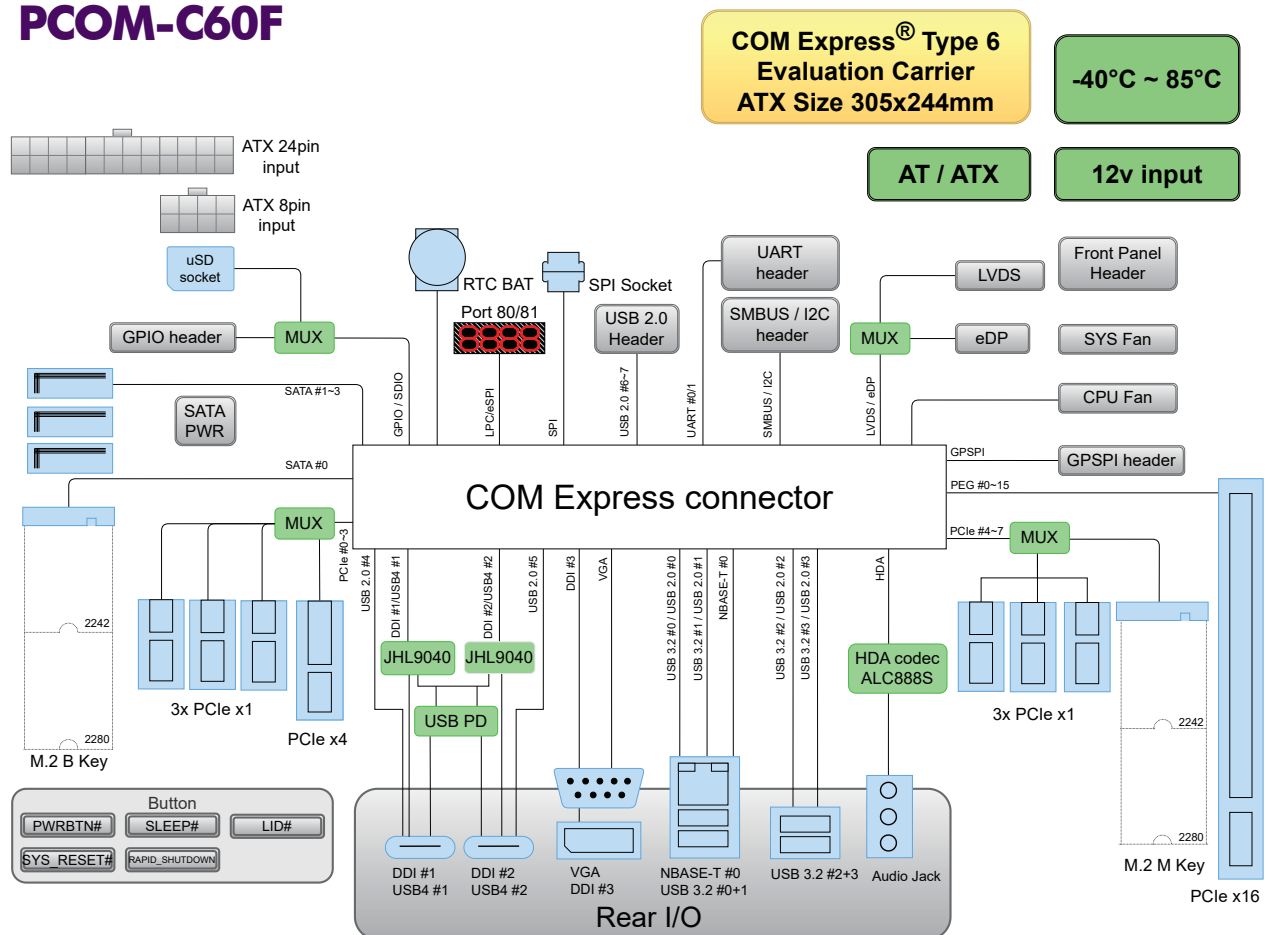 PCOM-C60F
COM Express® Type 6
Evaluation Carrier
ATX Size 305x244mm
-40°C ~ 85°C
AT / ATX
12v input
ATX 24pin
input
ATX 8pin
input
uSD
socket
RTC BAT
SPI Socket
UART
header
LVDS
Front Panel
Header
Port 80/81
USB 2.0
Header
SMBUS / I2C
header
GPIO header
MUX
MUX
eDP
SYS Fan
SATA #1~3
SATA
PWR
GPIO / SDIO
LPC/eSPI
SPI
USB 2.0 #6~7
UART #0/1
SMBUS / I2C
LVDS / eDP
CPU Fan
SATA #0
COM Express connector
GPSPI
GPSPI header
PEG #0~15
MUX
PCIe #0~3
PCIe #4~7
MUX
USB 2.0 #4
DDI #1/USB4 #1
DDI #2/USB4 #2
USB 2.0 #5
DDI #3
VGA
USB 3.2 #0 / USB 2.0 #0
USB 3.2 #1 / USB 2.0 #1
NBASE-T #0
USB 3.2 #2 / USB 2.0 #2
USB 3.2 #3 / USB 2.0 #3
HDA
2242
2280
M.2 B Key
3x PCIe x1
PCIe x4
JHL9040
JHL9040
USB PD
HDA codec
ALC888S
3x PCIe x1
2242
2280
M.2 M Key
PCIe x16
Button
PWRBTN#
SLEEP#
LID#
SYS_RESET#
RAPID_SHUTDOWN
DDI #1
USB4 #1
DDI #2
USB4 #2
VGA
DDI #3
NBASE-T #0
USB 3.2 #0+1
USB 3.2 #2+3
Audio Jack
Rear I/O